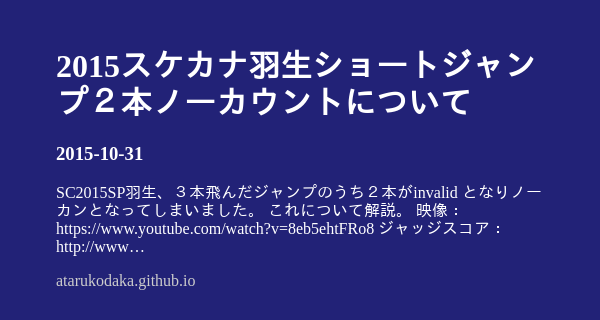 2015スケカナ羽生ショートジャン
プ２本ノーカウントについて
2015-10-31
SC2015SP羽生、３本飛んだジャンプのうち２本がinvalid となりノー
カンとなってしまいました。 これについて解説。 映像：
https://www.youtube.com/watch?v=8eb5ehtFRo8 ジャッジスコア：
http://www…
atarukodaka.github.io